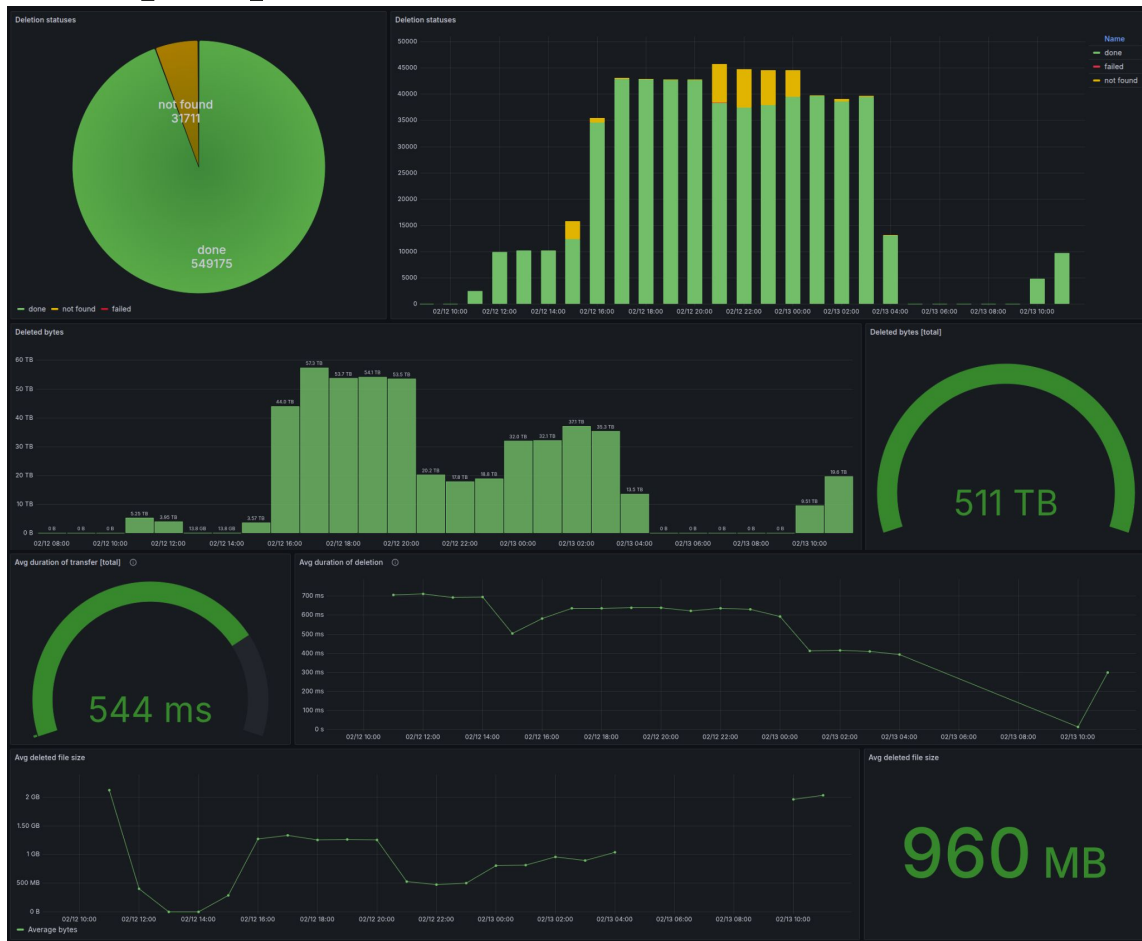 Deletion statuses
not found
31711
done
549175
done not found failed
Deletion statuses
50000
45000
40000
35000
30000
25000
20000
15000
10000
5000
0
02/12 10:00 02/12 12:00 02/12 14:00 02/12 16:00 02/12 18:00 02/12 20:00 02/12 22:00 02/13 00:00 02/13 02:00 02/13 04:00 02/13 06:00 02/13 08:00 02/13 10:00
Name
done
failed
not found
Deleted bytes
60 TB
50 TB
40 TB
30 TB
20 TB
10 TB
0 B
0 B 0 B 0 B 5.25 TB 3.95 TB 13.8 GB 13.8 GB 3.57 TB 44.0 TB 57.3 TB 53.7 TB 54.1 TB 53.5 TB 20.2 TB 17.8 TB 18.8 TB 32.0 TB 32.1 TB 37.1 TB 35.3 TB 13.5 TB 0 B 0 B 0 B 0 B 0 B 9.51 TB 19.6 TB
02/12 08:00 02/12 10:00 02/12 12:00 02/12 14:00 02/12 16:00 02/12 18:00 02/12 20:00 02/12 22:00 02/13 00:00 02/13 02:00 02/13 04:00 02/13 06:00 02/13 08:00 02/13 10:00
Deleted bytes [total]
511 TB
Avg duration of transfer [total]
544 ms
Avg duration of deletion
700 ms
600 ms
500 ms
400 ms
300 ms
200 ms
100 ms
0 s
02/12 10:00 02/12 12:00 02/12 14:00 02/12 16:00 02/12 18:00 02/12 20:00 02/12 22:00 02/13 00:00 02/13 02:00 02/13 04:00 02/13 06:00 02/13 08:00 02/13 10:00
Avg deleted file size
2 GB
1.50 GB
1 GB
500 MB
0 B
02/12 10:00 02/12 12:00 02/12 14:00 02/12 16:00 02/12 18:00 02/12 20:00 02/12 22:00 02/13 00:00 02/13 02:00 02/13 04:00 02/13 06:00 02/13 08:00 02/13 10:00
Average bytes
Avg deleted file size
960 MB